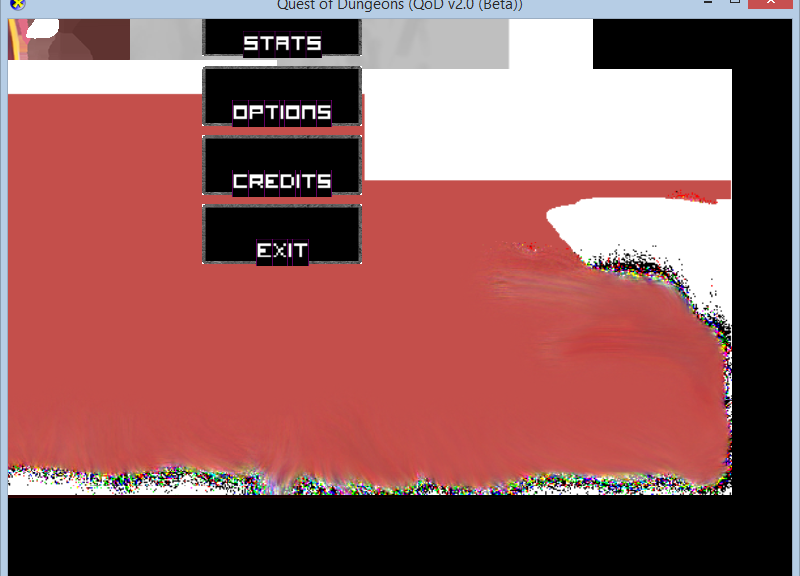 Quest of Dungeons (QoD v2.0 (Beta))
STATS
OPTIONS
CREDITS
EXIT